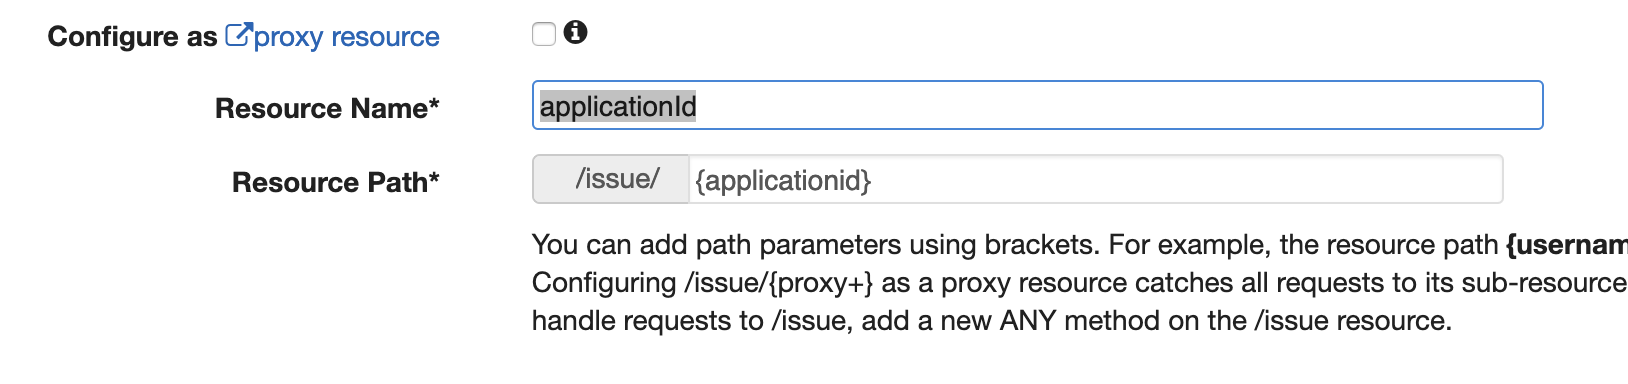 Configure as proxy resource
Resource Name* applicationId
Resource Path* /issue/ {applicationid}
You can add path parameters using brackets. For example, the resource path {usernam
Configuring /issue/{proxy+} as a proxy resource catches all requests to its sub-resource
handle requests to /issue, add a new ANY method on the /issue resource.